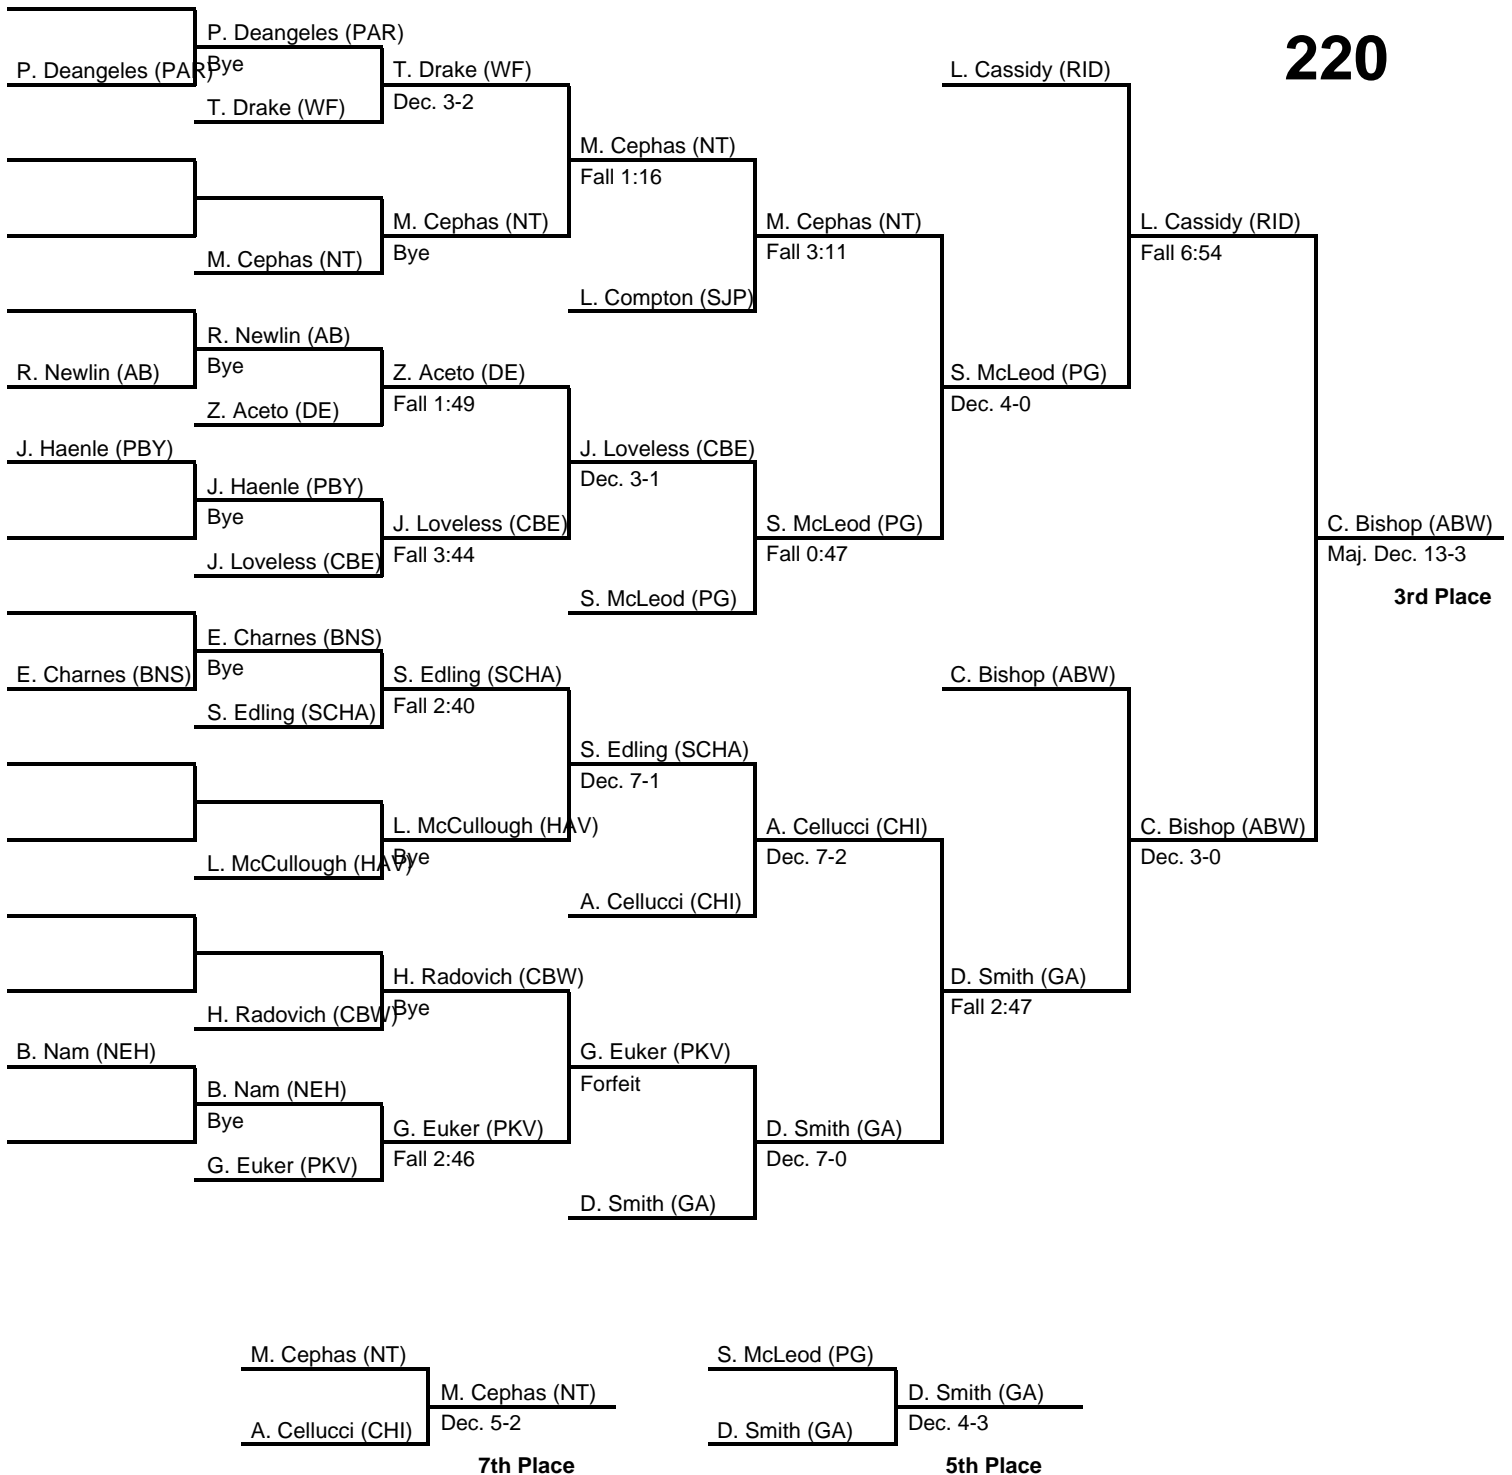 220
P. Deangeles (PAR)
P. Deangeles (PAR)
Bye
T. Drake (WF)
T. Drake (WF)
Dec. 3-2
M. Cephas (NT)
Fall 1:16
M. Cephas (NT)
M. Cephas (NT)
Bye
M. Cephas (NT)
Fall 3:11
L. Compton (SJP)
L. Cassidy (RID)
L. Cassidy (RID)
Fall 6:54
R. Newlin (AB)
R. Newlin (AB)
Bye
Z. Aceto (DE)
Z. Aceto (DE)
Fall 1:49
S. McLeod (PG)
Dec. 4-0
J. Haenle (PBY)
J. Haenle (PBY)
Bye
J. Loveless (CBE)
J. Loveless (CBE)
Fall 3:44
J. Loveless (CBE)
Dec. 3-1
S. McLeod (PG)
Fall 0:47
S. McLeod (PG)
C. Bishop (ABW)
Maj. Dec. 13-3
3rd Place
E. Charnes (BNS)
E. Charnes (BNS)
Bye
S. Edling (SCHA)
S. Edling (SCHA)
Fall 2:40
C. Bishop (ABW)
S. Edling (SCHA)
Dec. 7-1
L. McCullough (HAV)
L. McCullough (HAV)
Bye
A. Cellucci (CHI)
Dec. 7-2
C. Bishop (ABW)
Dec. 3-0
A. Cellucci (CHI)
H. Radovich (CBW)
H. Radovich (CBW)
Bye
D. Smith (GA)
Fall 2:47
B. Nam (NEH)
B. Nam (NEH)
Bye
G. Euker (PKV)
G. Euker (PKV)
Fall 2:46
G. Euker (PKV)
Forfeit
D. Smith (GA)
Dec. 7-0
D. Smith (GA)
M. Cephas (NT)
A. Cellucci (CHI)
M. Cephas (NT)
Dec. 5-2
7th Place
S. McLeod (PG)
D. Smith (GA)
D. Smith (GA)
Dec. 4-3
5th Place